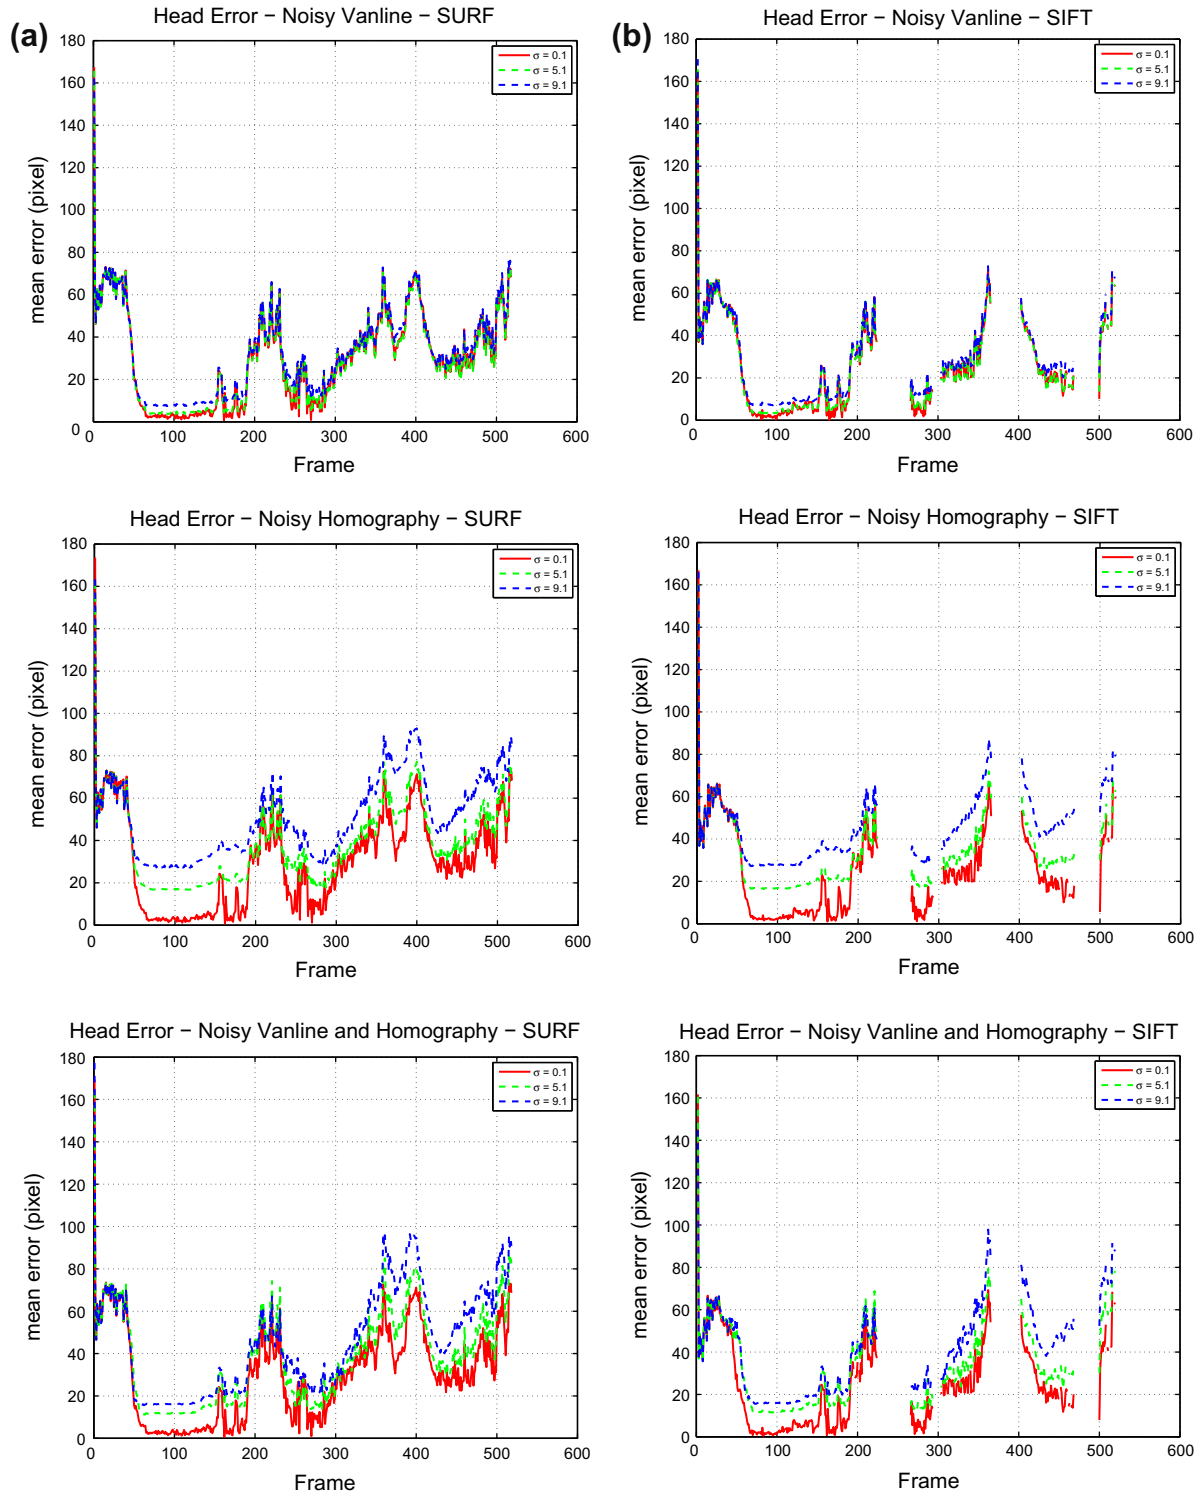 (a)
Head Error − Noisy Vanline − SURF
180
160
140
120
100
80
60
40
20
0
0 100 200 300 400 500 600
mean error (pixel)
Frame
σ = 0.1
σ = 5.1
σ = 9.1
(b)
Head Error − Noisy Vanline − SIFT
180
160
140
120
100
80
60
40
20
0
0 100 200 300 400 500 600
mean error (pixel)
Frame
σ = 0.1
σ = 5.1
σ = 9.1
Head Error − Noisy Homography − SURF
180
160
140
120
100
80
60
40
20
0
0 100 200 300 400 500 600
mean error (pixel)
Frame
σ = 0.1
σ = 5.1
σ = 9.1
Head Error − Noisy Homography − SIFT
180
160
140
120
100
80
60
40
20
0
0 100 200 300 400 500 600
mean error (pixel)
Frame
σ = 0.1
σ = 5.1
σ = 9.1
Head Error − Noisy Vanline and Homography − SURF
180
160
140
120
100
80
60
40
20
0
0 100 200 300 400 500 600
mean error (pixel)
Frame
σ = 0.1
σ = 5.1
σ = 9.1
Head Error − Noisy Vanline and Homography − SIFT
180
160
140
120
100
80
60
40
20
0
0 100 200 300 400 500 600
mean error (pixel)
Frame
σ = 0.1
σ = 5.1
σ = 9.1